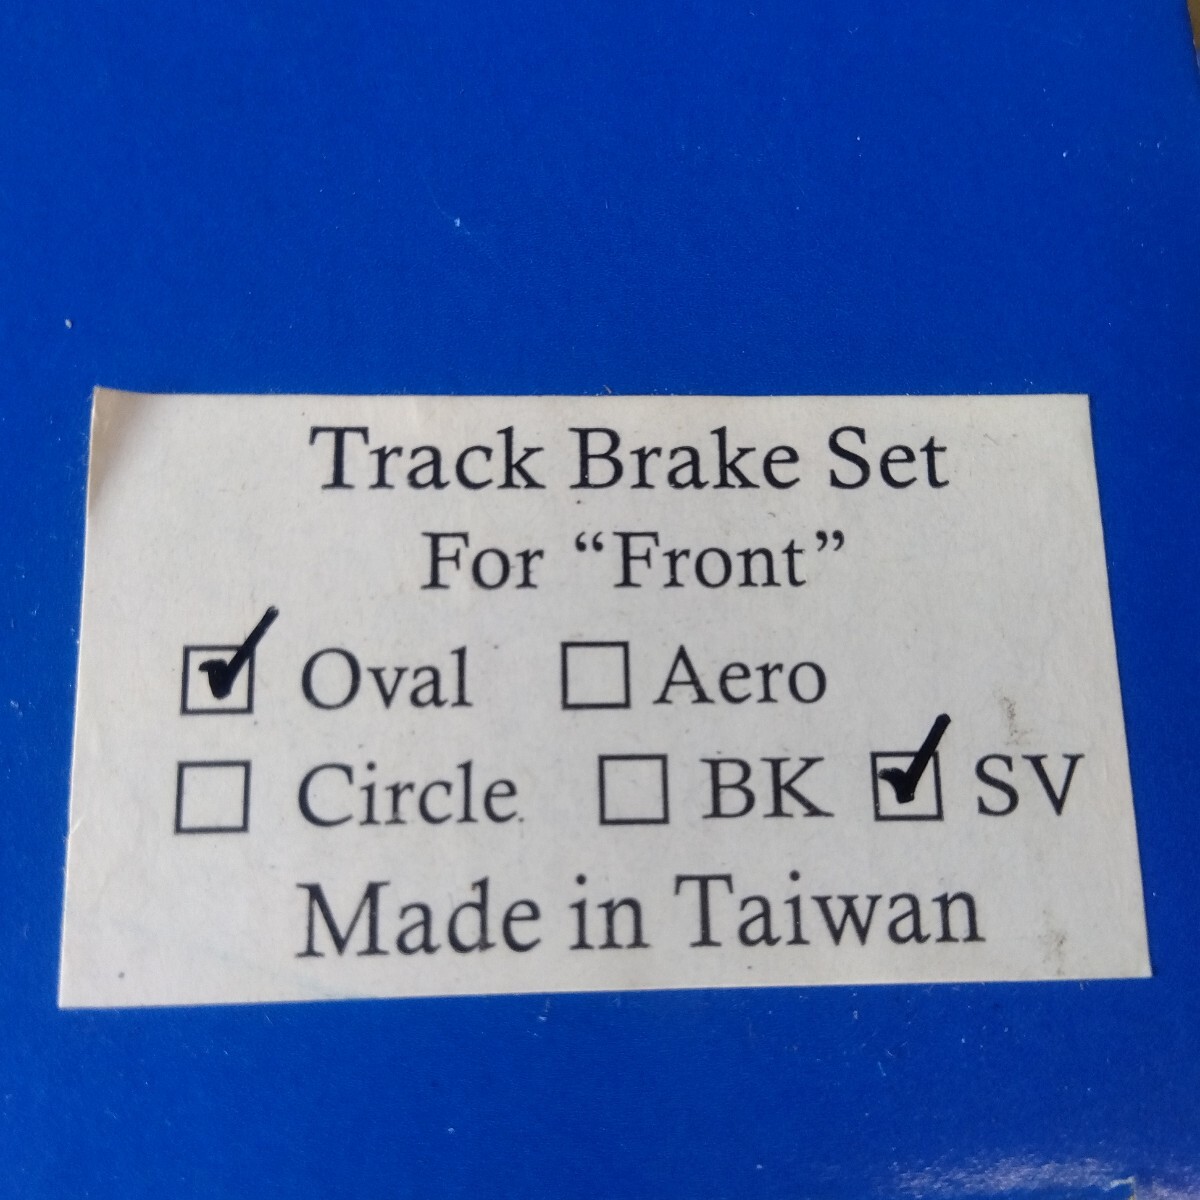 Track Brake Set
For “Front”
☑ Oval ☐ Aero
☐ Circle ☐ BK ☑ SV
Made in Taiwan